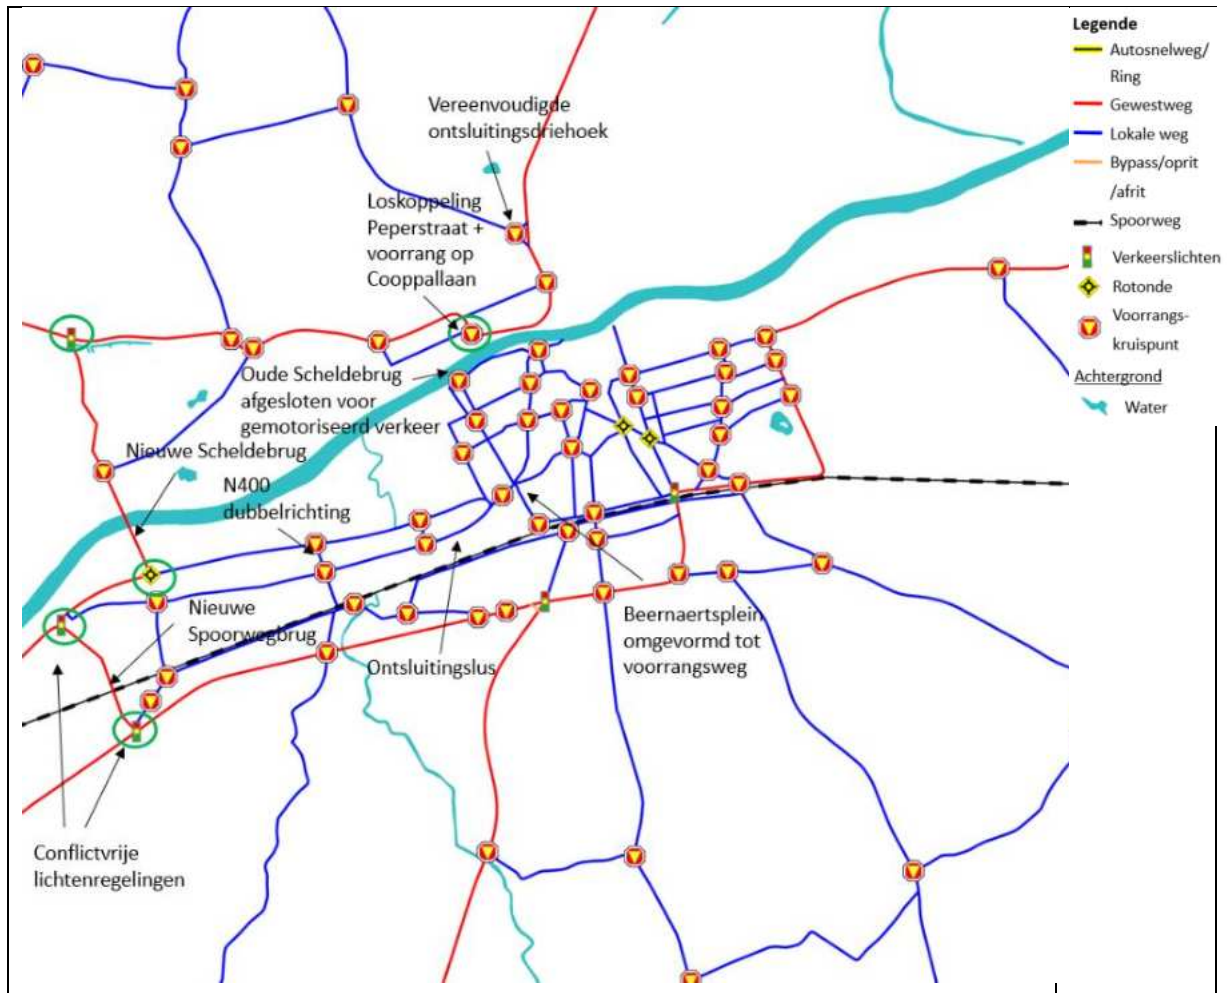 Vereenvoudigde
ontsluitingsdriehoek
Loskoppeling
Peperstraat +
voorrang op
Cooppallaan
Oude Scheldebrug
afgesloten voor
gemotoriseerd verkeer
Nieuwe Scheldebrug
N400
dubbelrichting
Nieuwe
Spoorwegbrug
Ontsluitingslus
Beernaertsplein
omgevormd tot
voorrangsweg
Conflictvrije
lichtenregelingen
Legende
Autosnelweg/
Ring
Gewestweg
Lokale weg
Bypass/oprit
/afrit
Spoorweg
Verkeerslichten
Rotonde
Voorrangs-
kruispunt
Achtergrond
Water